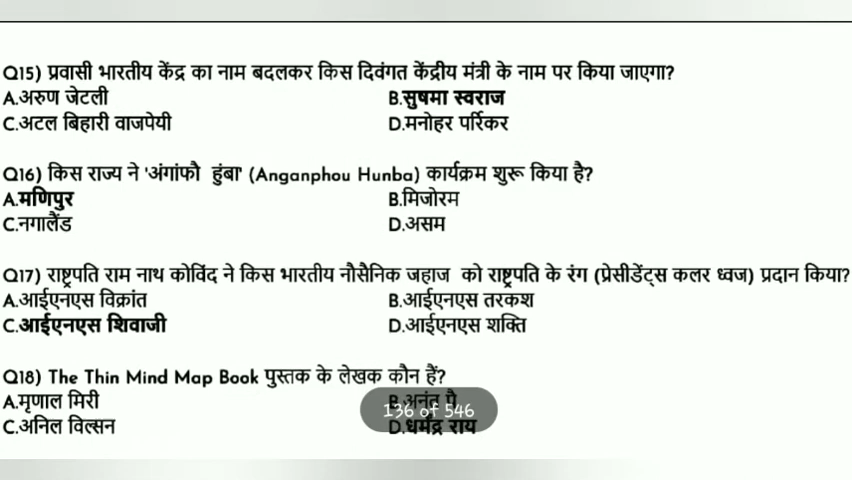 Q15) प्रवासी भारतीय केंद्र का नाम बदलकर किस दिवंगत केंद्रीय मंत्री के नाम पर किया जाएगा?
A.अरुण जेटली B.सुषमा स्वराज
C.अटल बिहारी वाजपेयी D.मनोहर पर्रिकर
Q16) किस राज्य ने 'अंगांफौ हुंबा' (Anganphou Hunba) कार्यक्रम शुरू किया है?
A.मणिपुर B.मिजोरम
C.नगालैंड D.असम
Q17) राष्ट्रपति राम नाथ कोविंद ने किस भारतीय नौसैनिक जहाज को राष्ट्रपति के रंग (प्रेसीडेंट्स कलर ध्वज) प्रदान किया?
A.आईएनएस विक्रांत B.आईएनएस तरकश
C.आईएनएस शिवाजी D.आईएनएस शक्ति
Q18) The Thin Mind Map Book पुस्तक के लेखक कौन हैं?
A.मृणाल मिरी B.अनंत पै
136 of 546
C.अनिल विल्सन D.धर्मेंद्र राय